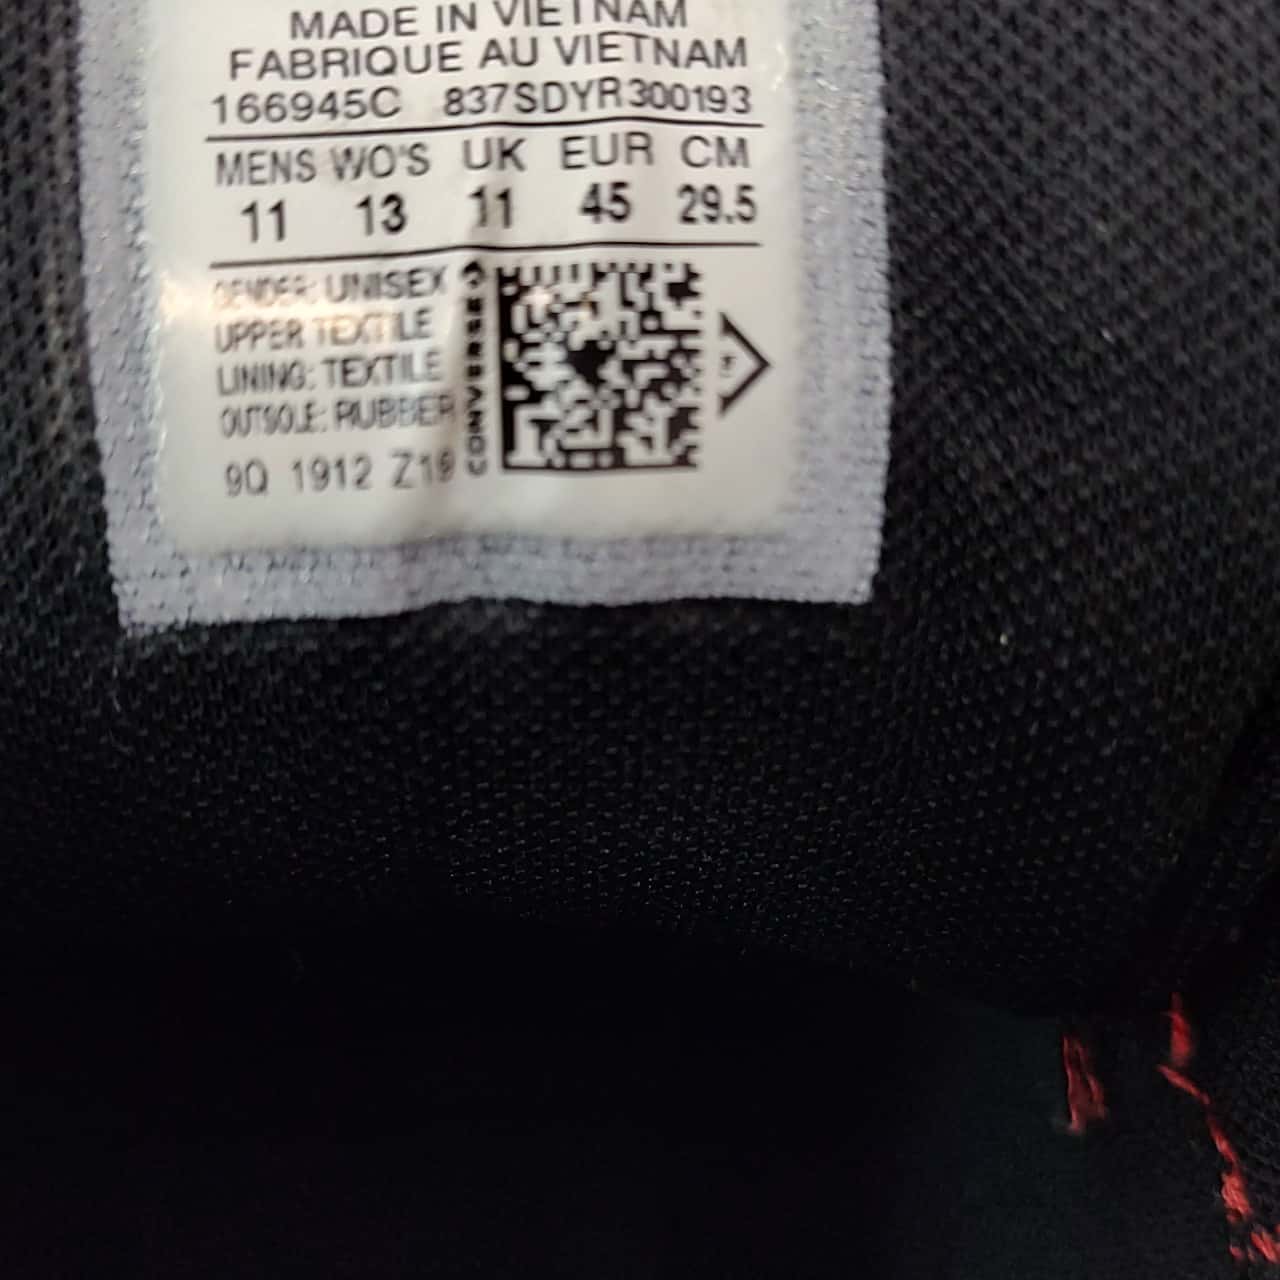 MADE IN VIETNAM
FABRIQUE AU VIETNAM
166945C 837SDYR300193
MENS WO'S UK EUR CM
11 13 11 45 29.5
GENDER: UNISEX
UPPER TEXTILE
LINING: TEXTILE
OUTSOLE: RUBBER
9Q 1912 Z19
CONVERSE